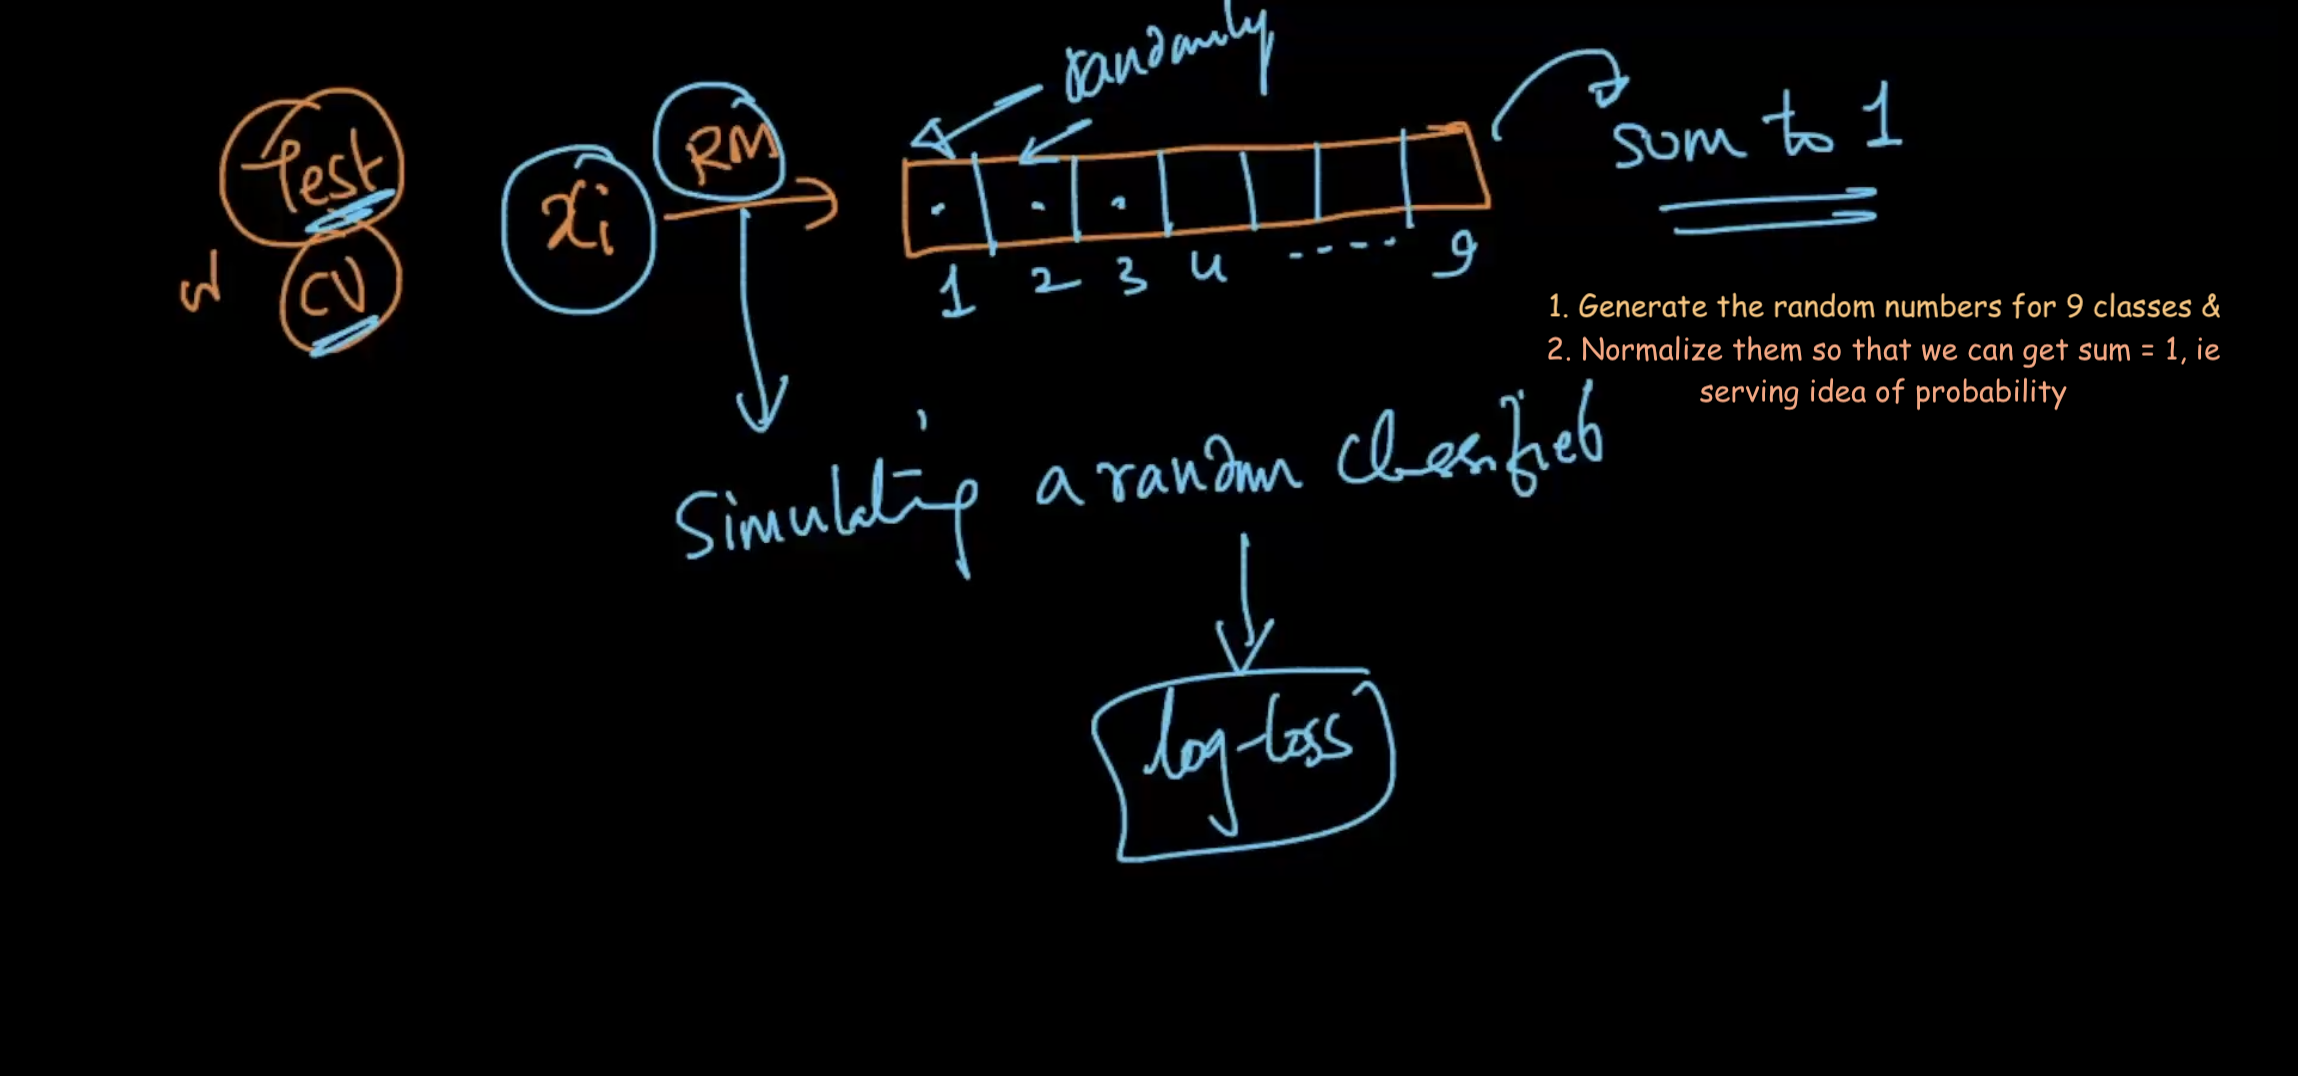 randomly
Test
RM
xi
sum to 1
CV
1 2 3 4 ---- 9
1. Generate the random numbers for 9 classes &
2. Normalize them so that we can get sum = 1, ie
serving idea of probability
Simulating a random classifier
log-loss